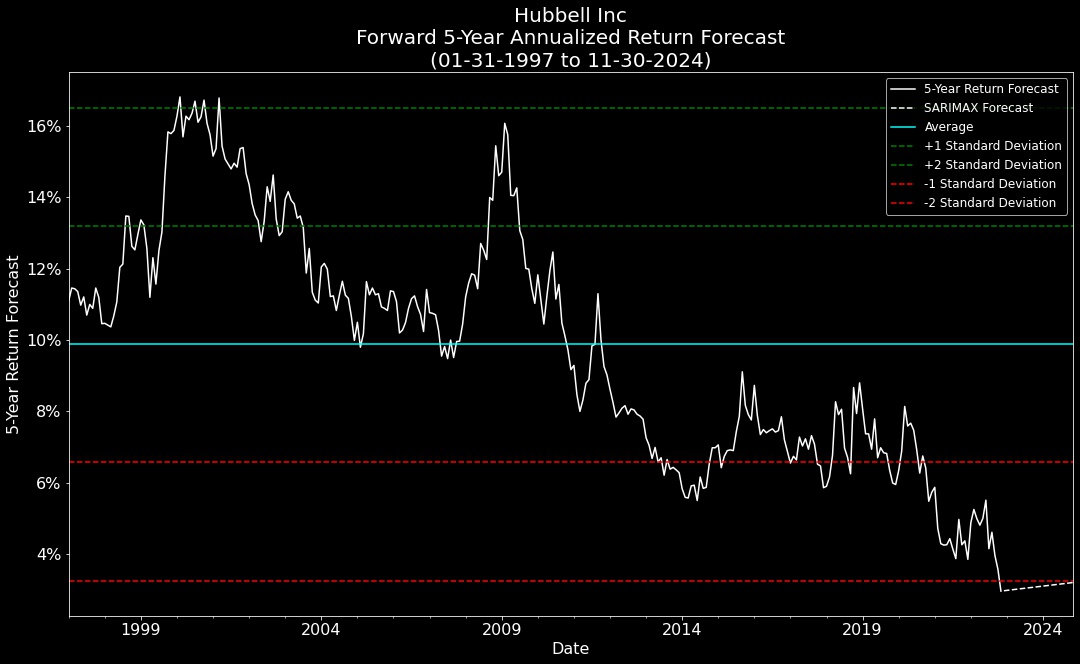 Hubbell Inc
Forward 5-Year Annualized Return Forecast
(01-31-1997 to 11-30-2024)
5-Year Return Forecast
SARIMAX Forecast
Average
+1 Standard Deviation
+2 Standard Deviation
-1 Standard Deviation
-2 Standard Deviation
5-Year Return Forecast
16%
14%
12%
10%
8%
6%
4%
1999 2004 2009 2014 2019 2024
Date